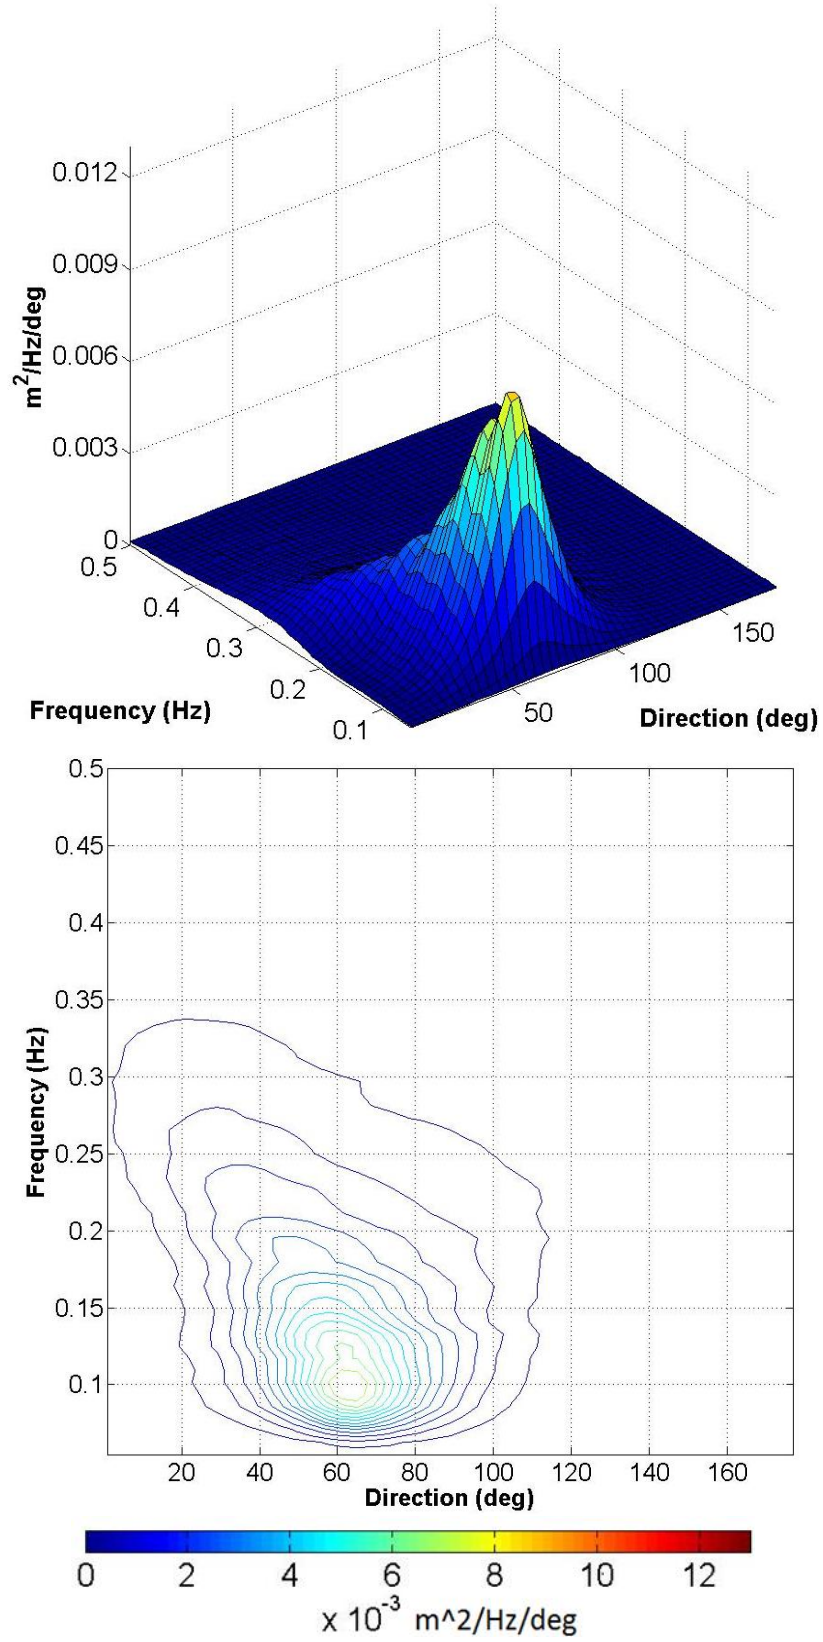 0.012
0.009
0.006
0.003
0
m²/Hz/deg
0.5
0.4
0.3
0.2
0.1
Frequency (Hz)
50
100
150
Direction (deg)
0.5
0.45
0.4
0.35
0.3
0.25
0.2
0.15
0.1
Frequency (Hz)
20 40 60 80 100 120 140 160
Direction (deg)
0 2 4 6 8 10 12
x 10⁻³ m^2/Hz/deg